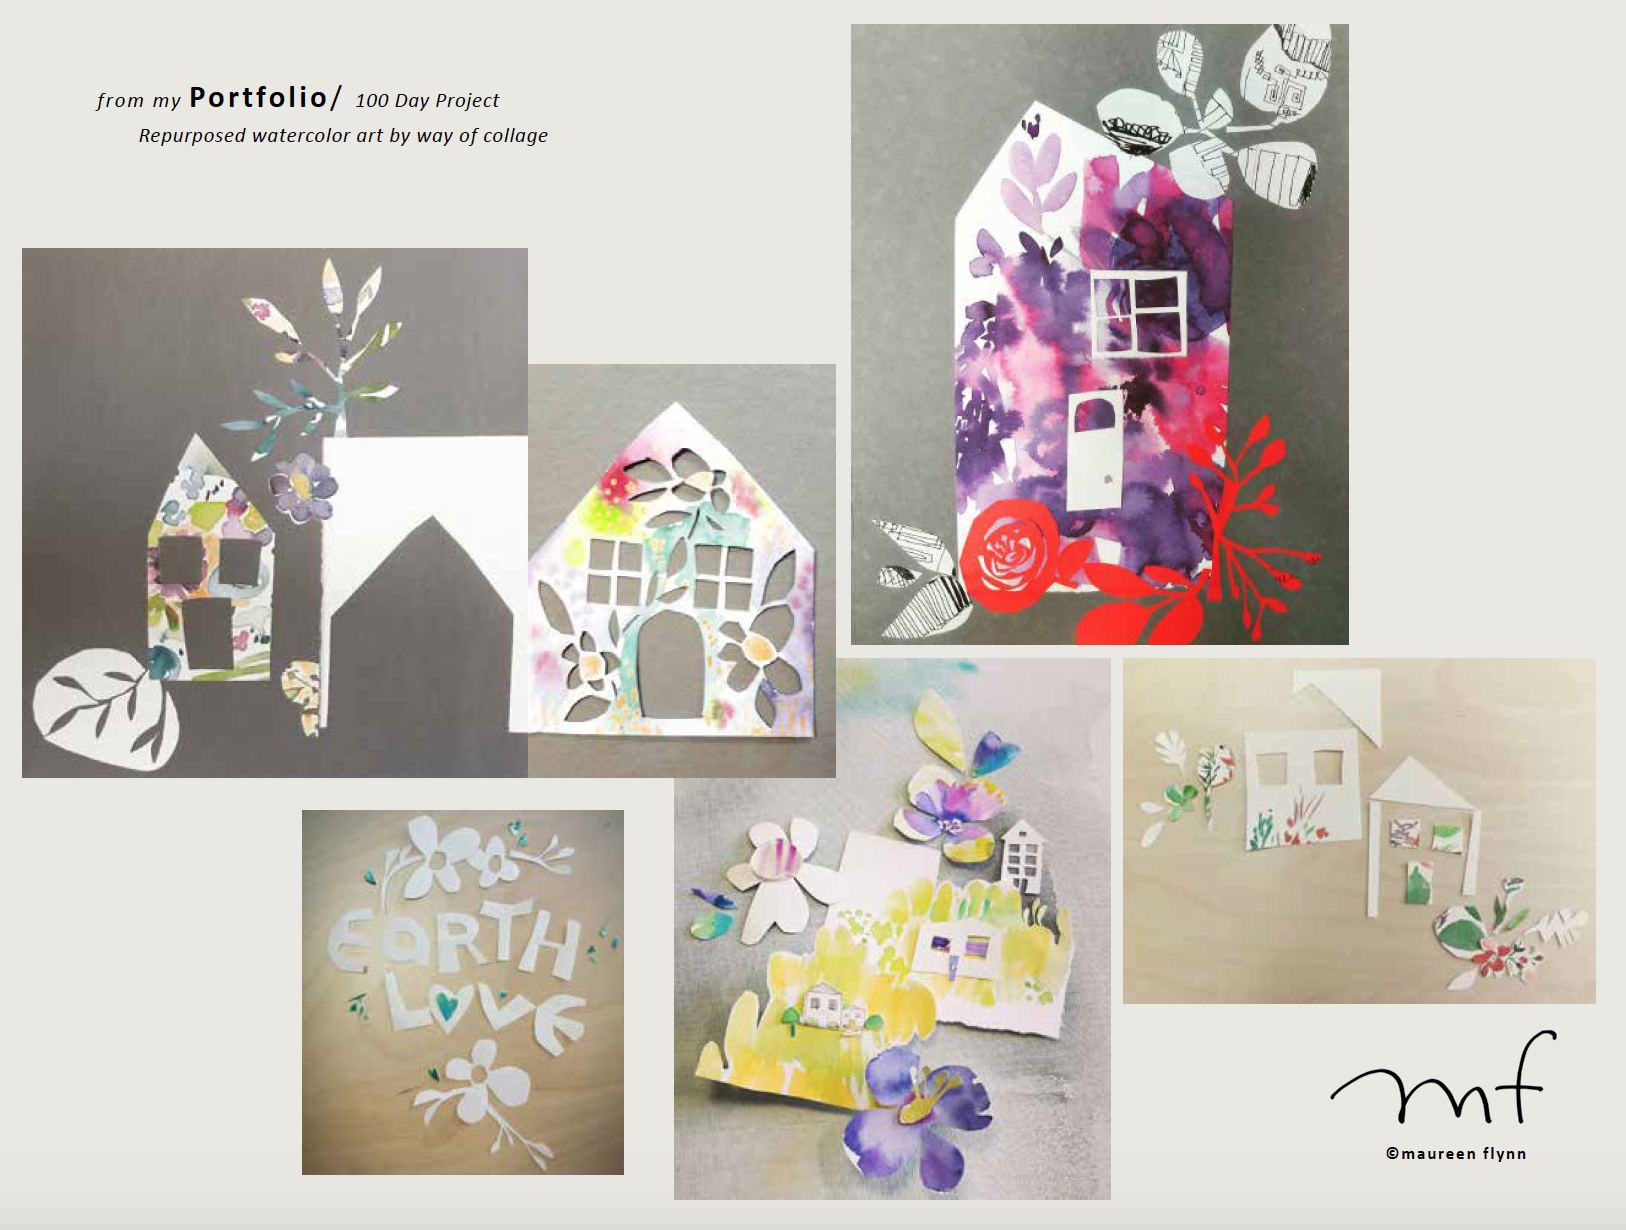 from my Portfolio/ 100 Day Project
Repurposed watercolor art by way of collage
EARTH
LOVE
mf
©maureen flynn